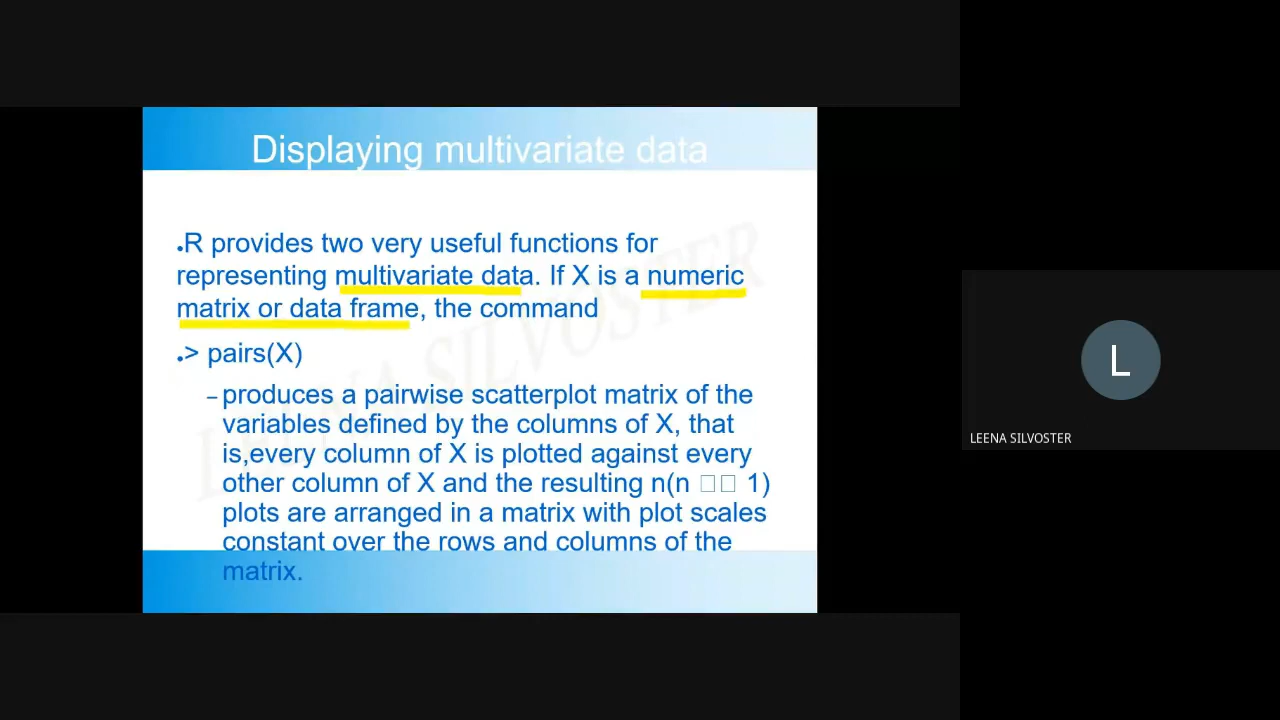 Displaying multivariate data
LEENA SILVOSTER
•R provides two very useful functions for
representing multivariate data. If X is a numeric
matrix or data frame, the command
•> pairs(X)
–produces a pairwise scatterplot matrix of the
variables defined by the columns of X, that
is,every column of X is plotted against every
other column of X and the resulting n(n □□ 1)
plots are arranged in a matrix with plot scales
constant over the rows and columns of the
matrix.
L
LEENA SILVOSTER